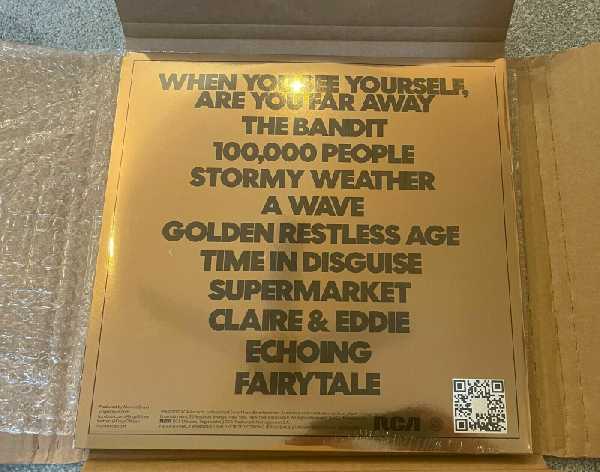 WHEN YOU SEE YOURSELF,
ARE YOU FAR AWAY
THE BANDIT
100,000 PEOPLE
STORMY WEATHER
A WAVE
GOLDEN RESTLESS AGE
TIME IN DISGUISE
SUPERMARKET
CLAIRE & EDDIE
ECHOING
FAIRYTALE
RCA